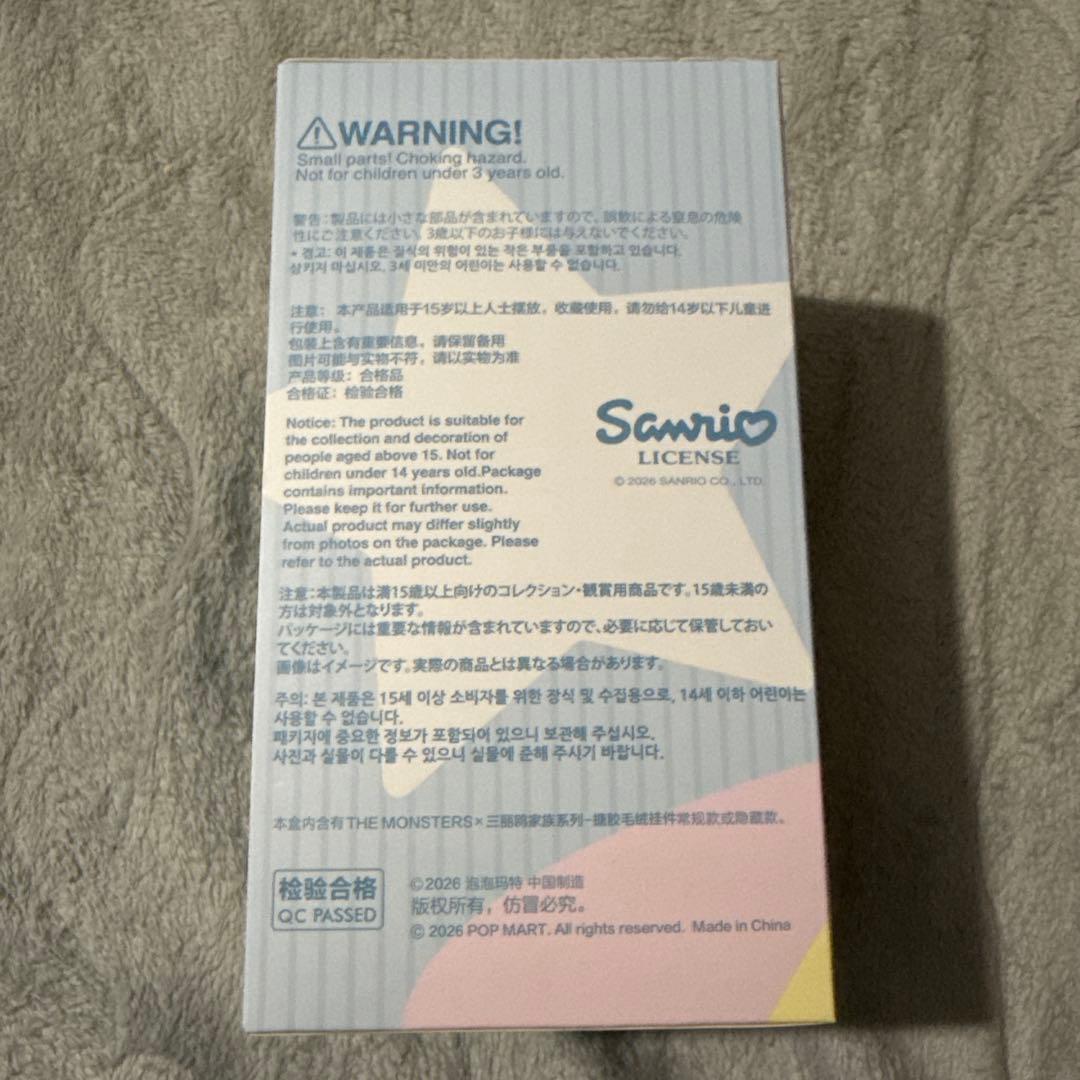 ⚠WARNING!
Small parts! Choking hazard.
Not for children under 3 years old.
警告：製品には小さな部品が含まれていますので、誤飲による窒息の危険
性にご注意ください。3歳以下のお子様には与えないでください。
* 경고: 이 제품은 질식의 위험이 있는 작은 부품을 포함하고 있습니다.
삼키지 마십시오, 3세 미만의 어린이는 사용할 수 없습니다.
注意： 本产品适用于15岁以上人士摆放，收藏使用，请勿给14岁以下儿童进
行使用。
包装上含有重要信息，请保留备用
图片可能与实物不符，请以实物为准
产品等级：合格品
合格证：检验合格
Notice: The product is suitable for
the collection and decoration of
people aged above 15. Not for
children under 14 years old.Package
contains important information.
Please keep it for further use.
Actual product may differ slightly
from photos on the package. Please
refer to the actual product.
Sanrio
LICENSE
© 2026 SANRIO CO., LTD.
注意：本製品は満15歳以上向けのコレクション・観賞用商品です。15歳未満の
方は対象外となります。
パッケージには重要な情報が含まれていますので、必要に応じて保管しておい
てください。
画像はイメージです。実際の商品とは異なる場合があります。
주의: 본 제품은 15세 이상 소비자를 위한 장식 및 수집용으로, 14세 이하 어린이는
사용할 수 없습니다.
패키지에 중요한 정보가 포함되어 있으니 보관해 주십시오.
사진과 실물이 다를 수 있으니 실물에 준해 주시기 바랍니다.
本盒内含有THE MONSTERS×三丽鸥家族系列-搪胶毛绒挂件常规款或隐藏款。
检验合格
QC PASSED
©2026 泡泡玛特 中国制造
版权所有，仿冒必究。
© 2026 POP MART. All rights reserved. Made in China